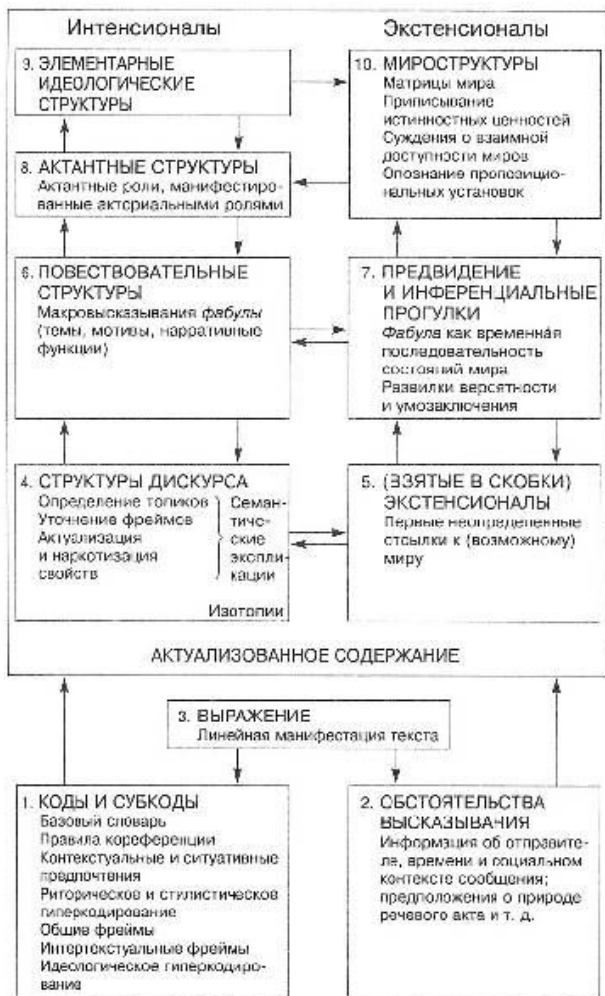 Интенсионалы
Экстенсионалы
9. ЭЛЕМЕНТАРНЫЕ
ИДЕОЛОГИЧЕСКИЕ
СТРУКТУРЫ
10. МИРОСТРУКТУРЫ
Матрицы мира
Приписывание
истинностных ценностей
Суждения о взаимной
доступности миров
Опознание пропозицио-
нальных установок
8. АКТАНТНЫЕ СТРУКТУРЫ
Актантные роли, манифестиро-
ванные акториальными ролями
6. ПОВЕСТВОВАТЕЛЬНЫЕ
СТРУКТУРЫ
Макровысказывания фабулы
(темы, мотивы, нарративные
функции)
7. ПРЕДВИДЕНИЕ
И ИНФЕРЕНЦИАЛЬНЫЕ
ПРОГУЛКИ
Фабула как временна́я
последовательность
состояний мира
Развилки вероятности
и умозаключения
4. СТРУКТУРЫ ДИСКУРСА
Определение топиков
Уточнение фреймов
Актуализация
и наркотизация
свойств
Семан-
тичес-
ские
экспли-
кации
Изотопии
5. (ВЗЯТЫЕ В СКОБКИ)
ЭКСТЕНСИОНАЛЫ
Первые неопределенные
отсылки к (возможному)
миру
АКТУАЛИЗОВАННОЕ СОДЕРЖАНИЕ
3. ВЫРАЖЕНИЕ
Линейная манифестация текста
1. КОДЫ И СУБКОДЫ
Базовый словарь
Правила кореференции
Контекстуальные и ситуативные
предпочтения
Риторическое и стилистическое
гиперкодирование
Общие фреймы
Интертекстуальные фреймы
Идеологическое гиперкодиро-
вание
2. ОБСТОЯТЕЛЬСТВА
ВЫСКАЗЫВАНИЯ
Информация об отправите-
ле, времени и социальном
контексте сообщения;
предположения о природе
речевого акта и т. д.